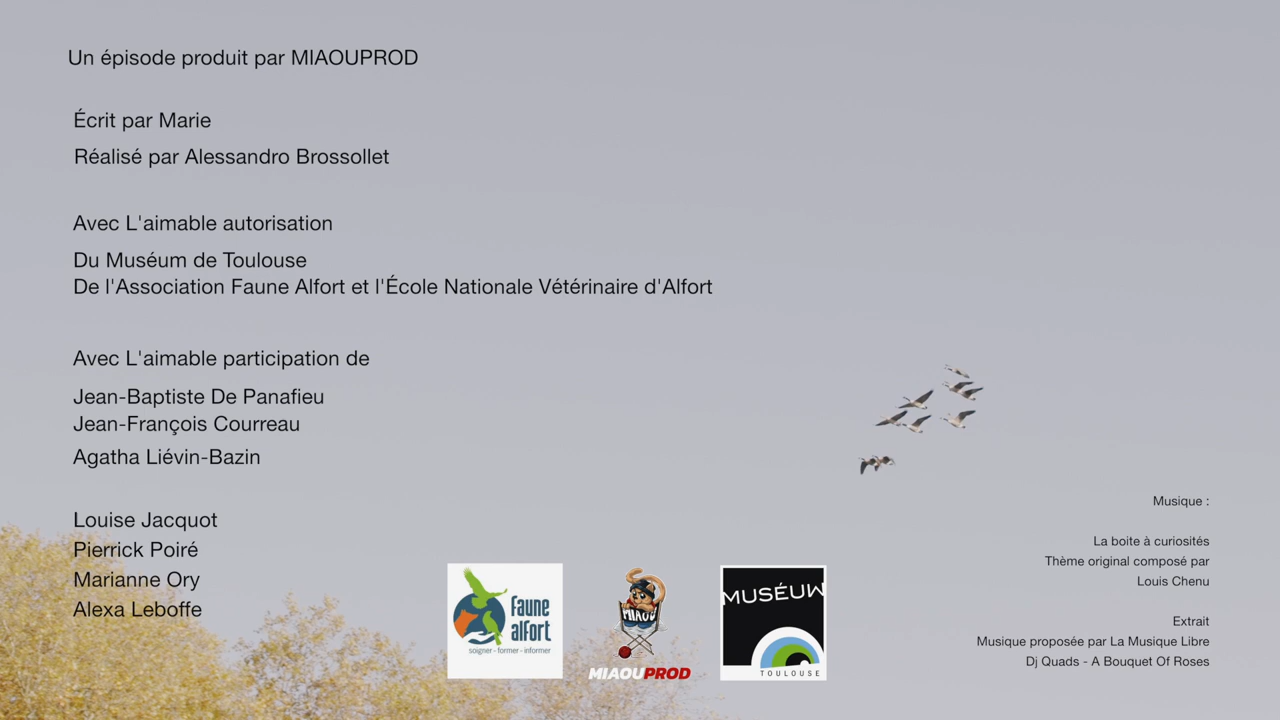 Un épisode produit par MIAOUPROD
Écrit par Marie
Réalisé par Alessandro Brossollet
Avec L'aimable autorisation
Du Muséum de Toulouse
De l'Association Faune Alfort et l'École Nationale Vétérinaire d'Alfort
Avec L'aimable participation de
Jean-Baptiste De Panafieu
Jean-François Courreau
Agatha Liévin-Bazin
Louise Jacquot
Pierrick Poiré
Marianne Ory
Alexa Leboffe
Musique :
La boite à curiosités
Thème original composé par
Louis Chenu
Extrait
Musique proposée par La Musique Libre
Dj Quads - A Bouquet Of Roses
faune
alfort
soigner - former - informer
MIAOU
MIAOUPROD
MUSÉUM
TOULOUSE